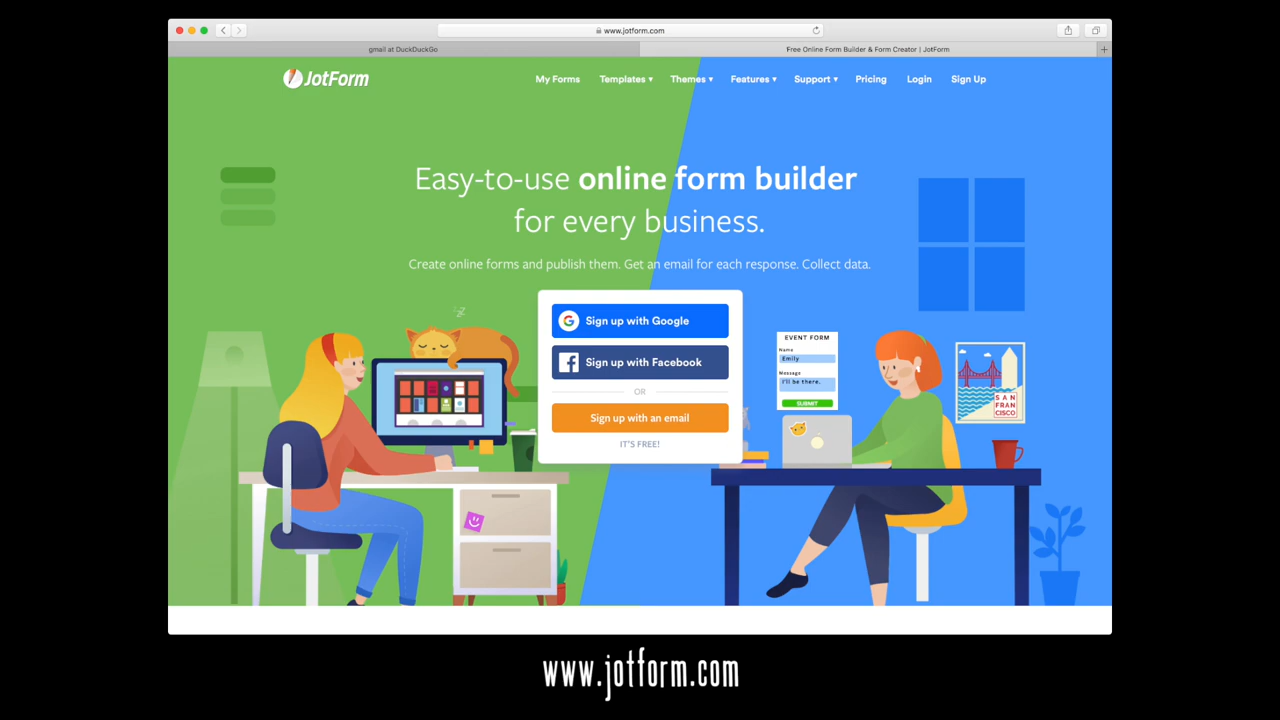 www.jotform.com
gmail at DuckDuckGo
Free Online Form Builder & Form Creator | JotForm
JotForm
My Forms Templates ▾ Themes ▾ Features ▾ Support ▾ Pricing Login Sign Up
Easy-to-use online form builder
for every business.
Create online forms and publish them. Get an email for each response. Collect data.
Sign up with Google
Sign up with Facebook
OR
Sign up with an email
IT'S FREE!
EVENT FORM
Name
Emily
Message
I'll be there.
SUBMIT
SAN
FRAN
CISCO
www.jotform.com